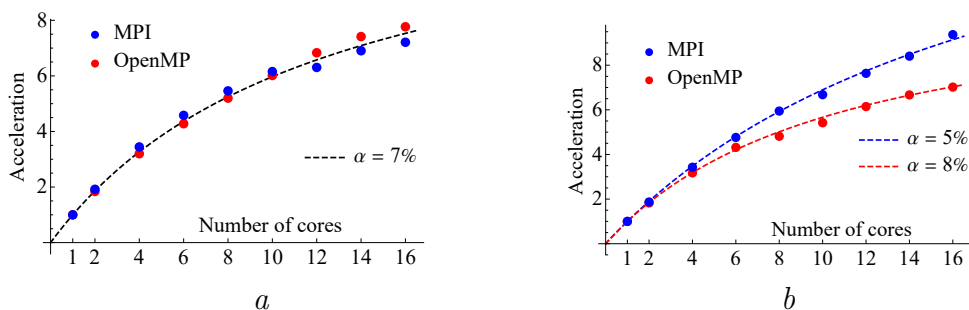 8
6
4
2
Acceleration
MPI
OpenMP
α = 7%
Number of cores
1 2 4 6 8 10 12 14 16
a
8
6
4
2
Acceleration
MPI
OpenMP
α = 5%
α = 8%
Number of cores
1 2 4 6 8 10 12 14 16
b